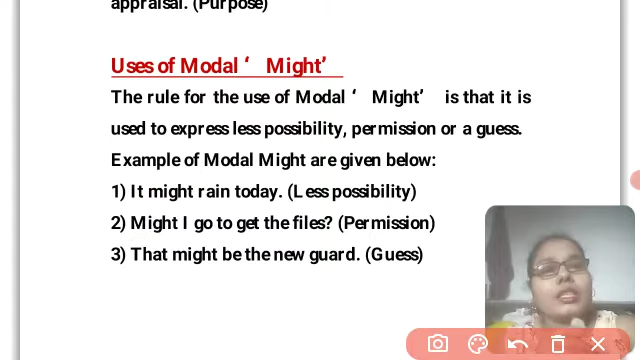 appraisal. (Purpose)
Uses of Modal ‘ Might’
The rule for the use of Modal ‘ Might’ is that it is
used to express less possibility, permission or a guess.
Example of Modal Might are given below:
1) It might rain today. (Less possibility)
2) Might I go to get the files? (Permission)
3) That might be the new guard. (Guess)